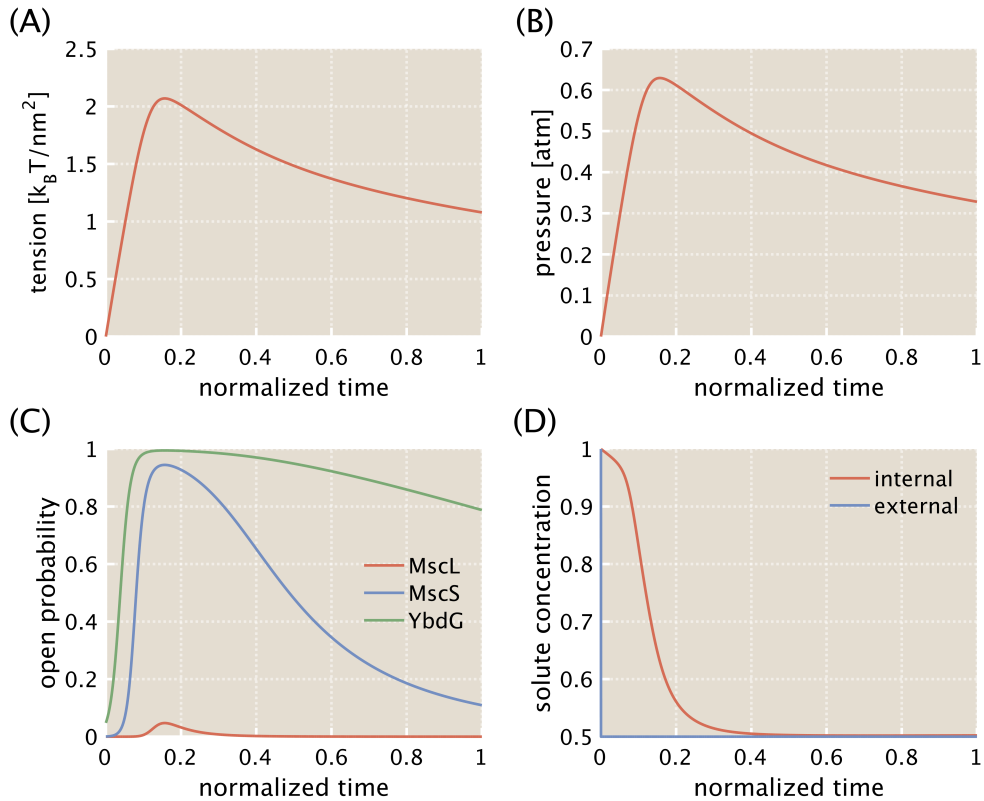 (A)
tension [k_BT/nm²]
2.5
2
1.5
1
0.5
0
0 0.2 0.4 0.6 0.8 1
normalized time
(B)
pressure [atm]
0.7
0.6
0.5
0.4
0.3
0.2
0.1
0
0 0.2 0.4 0.6 0.8 1
normalized time
(C)
open probability
1
0.8
0.6
0.4
0.2
0
MscL
MscS
YbdG
0 0.2 0.4 0.6 0.8 1
normalized time
(D)
solute concentration
1
0.9
0.8
0.7
0.6
0.5
internal
external
0 0.2 0.4 0.6 0.8 1
normalized time